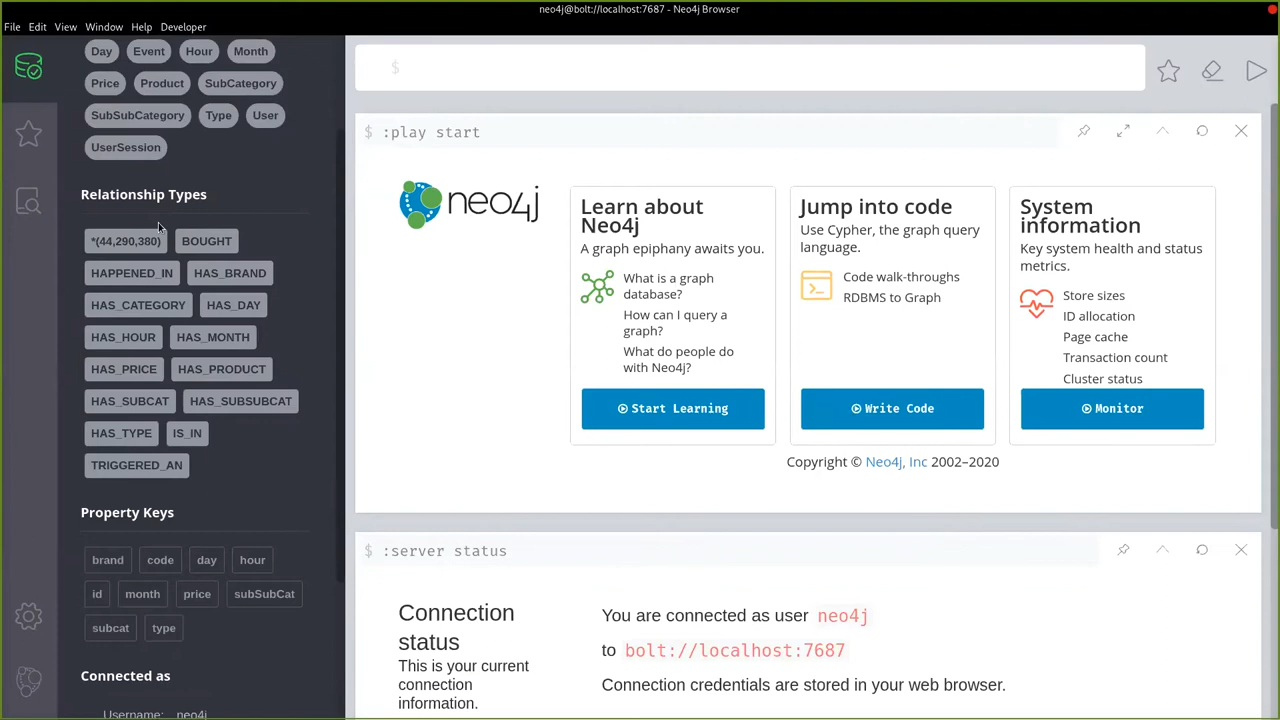 neo4j@bolt://localhost:7687 - Neo4j Browser
File Edit View Window Help Developer
Day Event Hour Month
Price Product SubCategory
SubSubCategory Type User
UserSession
Relationship Types
*(44,290,380) BOUGHT
HAPPENED_IN HAS_BRAND
HAS_CATEGORY HAS_DAY
HAS_HOUR HAS_MONTH
HAS_PRICE HAS_PRODUCT
HAS_SUBCAT HAS_SUBSUBCAT
HAS_TYPE IS_IN
TRIGGERED_AN
Property Keys
brand code day hour
id month price subSubCat
subcat type
Connected as
Username: neo4j
$
$ :play start
neo4j
Learn about
Neo4j
A graph epiphany awaits you.
What is a graph
database?
How can I query a
graph?
What do people do
with Neo4j?
Start Learning
Jump into code
Use Cypher, the graph query
language.
Code walk-throughs
RDBMS to Graph
Write Code
System
information
Key system health and status
metrics.
Store sizes
ID allocation
Page cache
Transaction count
Cluster status
Monitor
Copyright © Neo4j, Inc 2002–2020
$ :server status
Connection
status
This is your current
connection
information.
You are connected as user neo4j
to bolt://localhost:7687
Connection credentials are stored in your web browser.